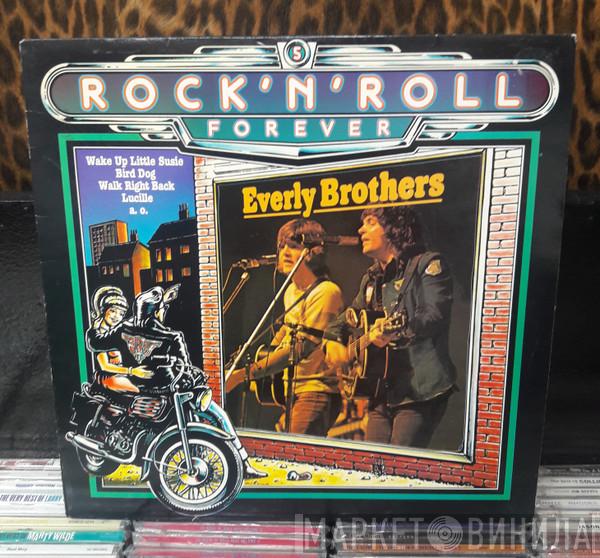 5
ROCK'N'ROLL
FOREVER
Wake Up Little Susie
Bird Dog
Walk Right Back
Lucille
a. o.
Everly Brothers
THE VERY BEST OF LARRY
MARTY WILDE
МАРКЕТ ВИНИЛА